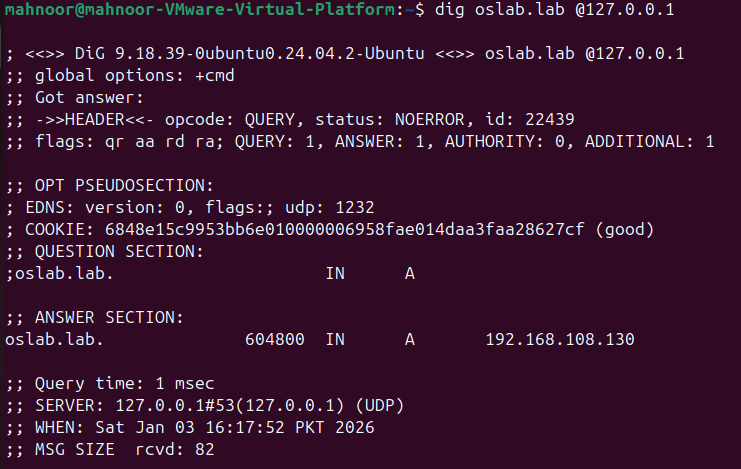 mahnoor@mahnoor-VMware-Virtual-Platform:~$ dig oslab.lab @127.0.0.1

; <<>> DiG 9.18.39-0ubuntu0.24.04.2-Ubuntu <<>> oslab.lab @127.0.0.1
;; global options: +cmd
;; Got answer:
;; ->>HEADER<<- opcode: QUERY, status: NOERROR, id: 22439
;; flags: qr aa rd ra; QUERY: 1, ANSWER: 1, AUTHORITY: 0, ADDITIONAL: 1

;; OPT PSEUDOSECTION:
; EDNS: version: 0, flags:; udp: 1232
; COOKIE: 6848e15c9953bb6e010000006958fae014daa3faa28627cf (good)
;; QUESTION SECTION:
;oslab.lab.			IN	A

;; ANSWER SECTION:
oslab.lab.		604800	IN	A	192.168.108.130

;; Query time: 1 msec
;; SERVER: 127.0.0.1#53(127.0.0.1) (UDP)
;; WHEN: Sat Jan 03 16:17:52 PKT 2026
;; MSG SIZE  rcvd: 82